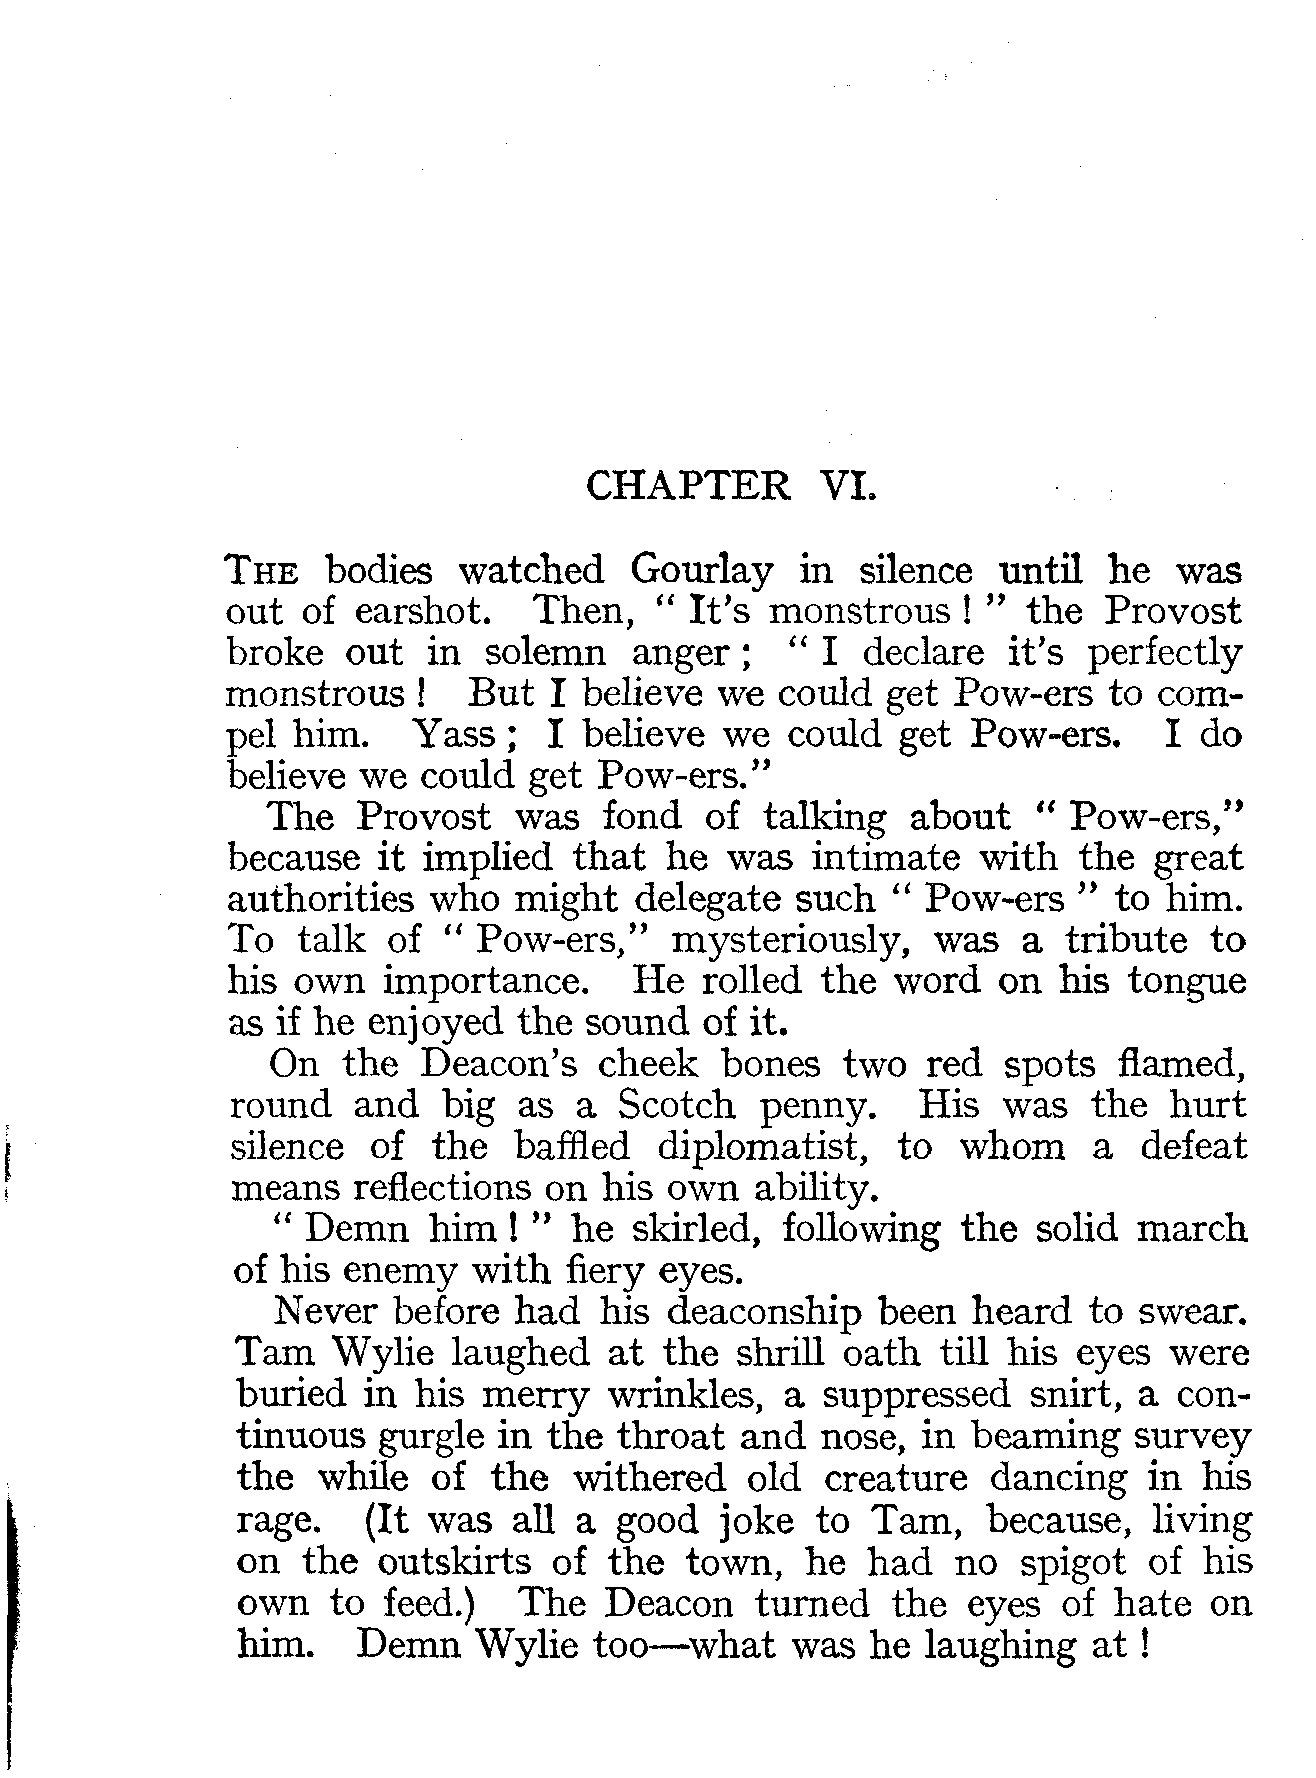 CHAPTER VI.
THE bodies watched Gourlay in silence until he was
out of earshot. Then, “ It's monstrous ! ” the Provost
broke out in solemn anger ; “ I declare it's perfectly
monstrous ! But I believe we could get Pow-ers to com-
pel him. Yass ; I believe we could get Pow-ers. I do
believe we could get Pow-ers.”
The Provost was fond of talking about “ Pow-ers,”
because it implied that he was intimate with the great
authorities who might delegate such “ Pow-ers ” to him.
To talk of “ Pow-ers,” mysteriously, was a tribute to
his own importance. He rolled the word on his tongue
as if he enjoyed the sound of it.
On the Deacon's cheek bones two red spots flamed,
round and big as a Scotch penny. His was the hurt
silence of the baffled diplomatist, to whom a defeat
means reflections on his own ability.
“ Demn him ! ” he skirled, following the solid march
of his enemy with fiery eyes.
Never before had his deaconship been heard to swear.
Tam Wylie laughed at the shrill oath till his eyes were
buried in his merry wrinkles, a suppressed snirt, a con-
tinuous gurgle in the throat and nose, in beaming survey
the while of the withered old creature dancing in his
rage. (It was all a good joke to Tam, because, living
on the outskirts of the town, he had no spigot of his
own to feed.) The Deacon turned the eyes of hate on
him. Demn Wylie too—what was he laughing at !